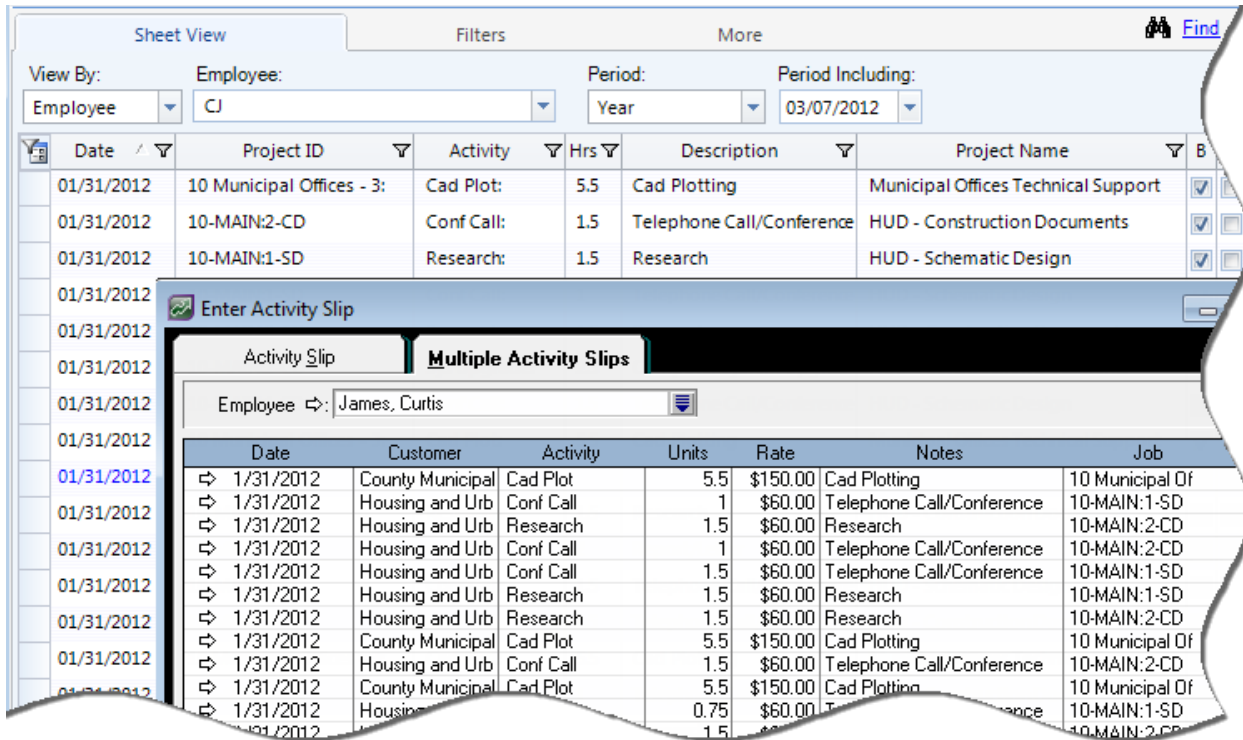 Sheet View Filters More Find
View By: Employee: Period: Period Including:
Employee CJ Year 03/07/2012
Date Project ID Activity Hrs Description Project Name B
01/31/2012 10 Municipal Offices - 3: Cad Plot: 5.5 Cad Plotting Municipal Offices Technical Support
01/31/2012 10-MAIN:2-CD Conf Call: 1.5 Telephone Call/Conference HUD - Construction Documents
01/31/2012 10-MAIN:1-SD Research: 1.5 Research HUD - Schematic Design
01/31/2012
01/31/2012
01/31/2012
01/31/2012
01/31/2012
01/31/2012
01/31/2012
01/31/2012
01/31/2012
01/31/2012
01/31/2012
01/31/2012
Enter Activity Slip
Activity Slip Multiple Activity Slips
Employee ⇨: James, Curtis
Date Customer Activity Units Rate Notes Job
⇨ 1/31/2012 County Municipal Cad Plot 5.5 $150.00 Cad Plotting 10 Municipal Of
⇨ 1/31/2012 Housing and Urb Conf Call 1 $60.00 Telephone Call/Conference 10-MAIN:1-SD
⇨ 1/31/2012 Housing and Urb Research 1.5 $60.00 Research 10-MAIN:2-CD
⇨ 1/31/2012 Housing and Urb Conf Call 1 $60.00 Telephone Call/Conference 10-MAIN:2-CD
⇨ 1/31/2012 Housing and Urb Conf Call 1.5 $60.00 Telephone Call/Conference 10-MAIN:1-SD
⇨ 1/31/2012 Housing and Urb Research 1.5 $60.00 Research 10-MAIN:1-SD
⇨ 1/31/2012 Housing and Urb Research 1.5 $60.00 Research 10-MAIN:2-CD
⇨ 1/31/2012 County Municipal Cad Plot 5.5 $150.00 Cad Plotting 10 Municipal Of
⇨ 1/31/2012 Housing and Urb Conf Call 1.5 $60.00 Telephone Call/Conference 10-MAIN:2-CD
⇨ 1/31/2012 County Municipal Cad Plot 5.5 $150.00 Cad Plotting 10 Municipal Of
⇨ 1/31/2012 0.75 $60.00 10-MAIN:1-SD
1.5